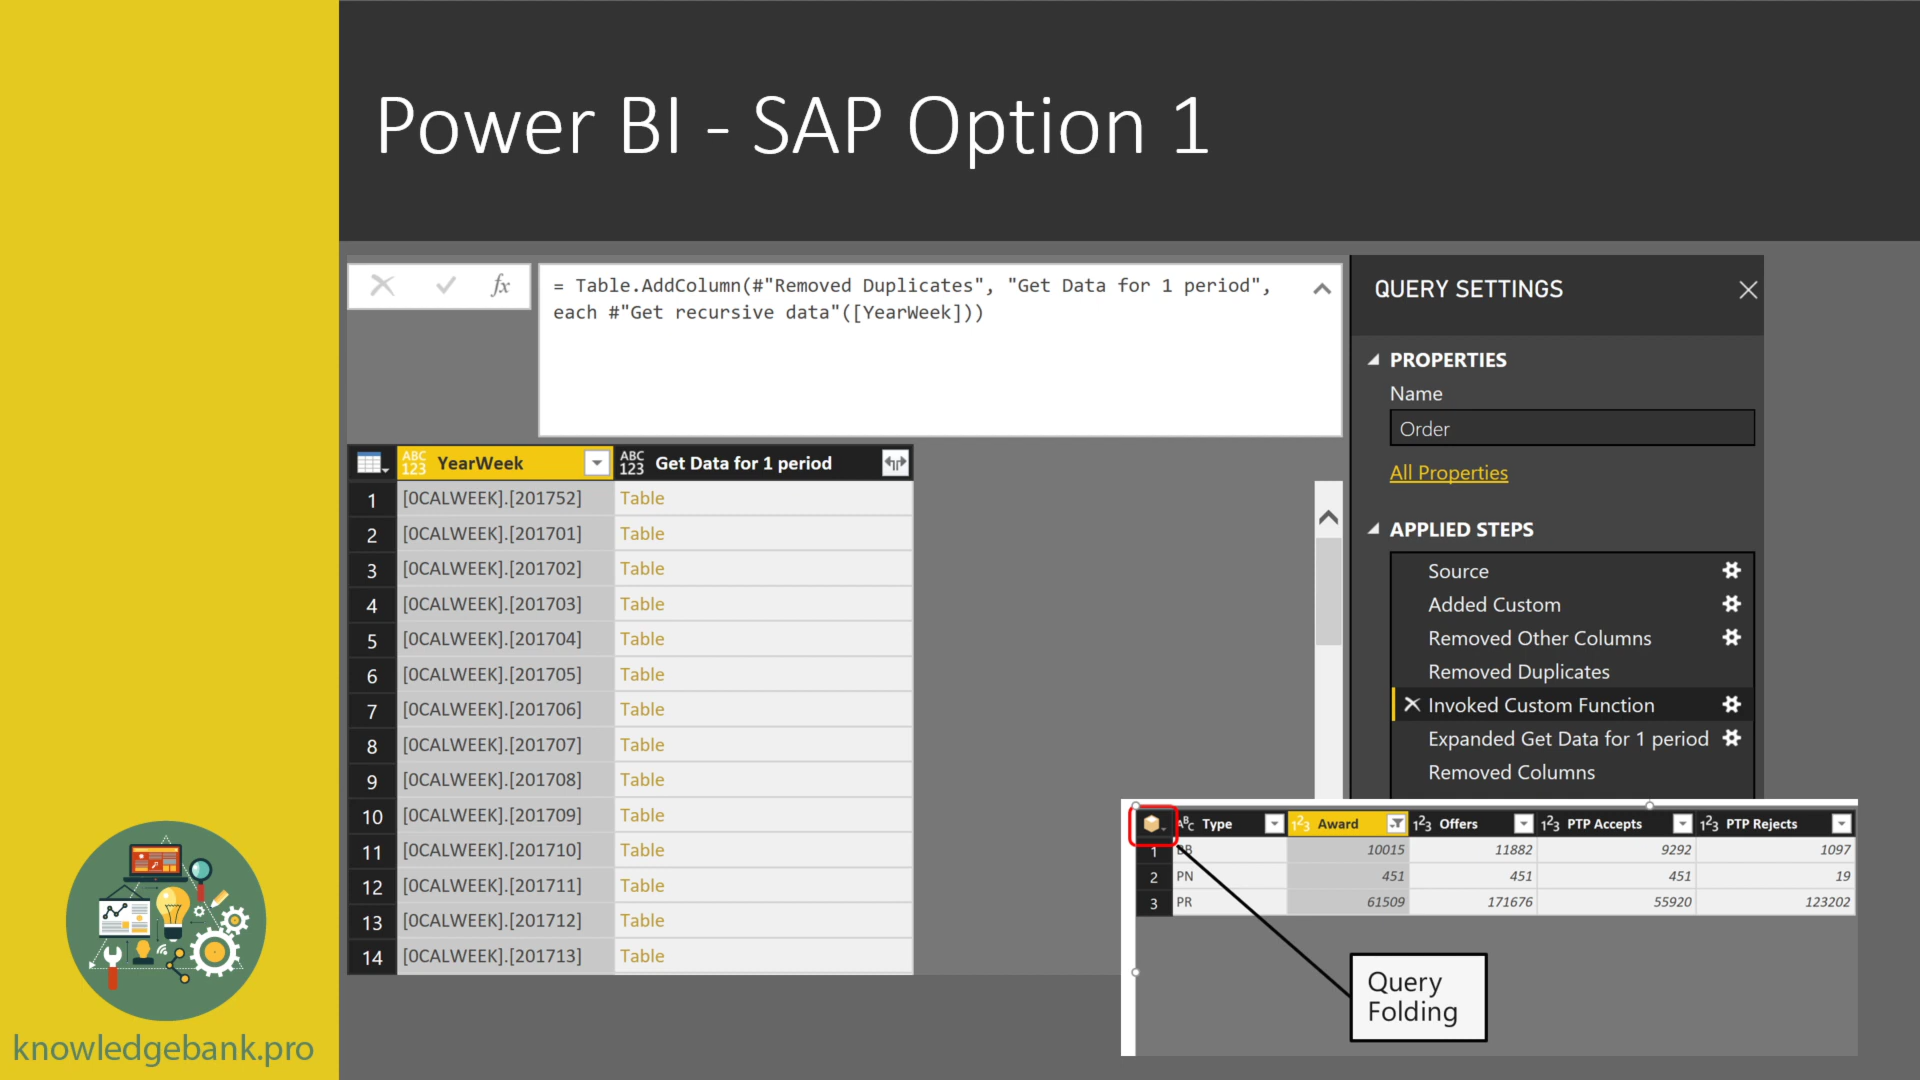 Power BI - SAP Option 1
fx
= Table.AddColumn(#"Removed Duplicates", "Get Data for 1 period",
each #"Get recursive data"([YearWeek]))
ABC 123 YearWeek ABC 123 Get Data for 1 period
1 [0CALWEEK].[201752] Table
2 [0CALWEEK].[201701] Table
3 [0CALWEEK].[201702] Table
4 [0CALWEEK].[201703] Table
5 [0CALWEEK].[201704] Table
6 [0CALWEEK].[201705] Table
7 [0CALWEEK].[201706] Table
8 [0CALWEEK].[201707] Table
9 [0CALWEEK].[201708] Table
10 [0CALWEEK].[201709] Table
11 [0CALWEEK].[201710] Table
12 [0CALWEEK].[201711] Table
13 [0CALWEEK].[201712] Table
14 [0CALWEEK].[201713] Table
QUERY SETTINGS
PROPERTIES
Name
Order
All Properties
APPLIED STEPS
Source
Added Custom
Removed Other Columns
Removed Duplicates
Invoked Custom Function
Expanded Get Data for 1 period
Removed Columns
ABC Type 123 Award 123 Offers 123 PTP Accepts 123 PTP Rejects
1 BB 10015 11882 9292 1097
2 PN 451 451 451 19
3 PR 61509 171676 55920 123202
Query
Folding
knowledgebank.pro